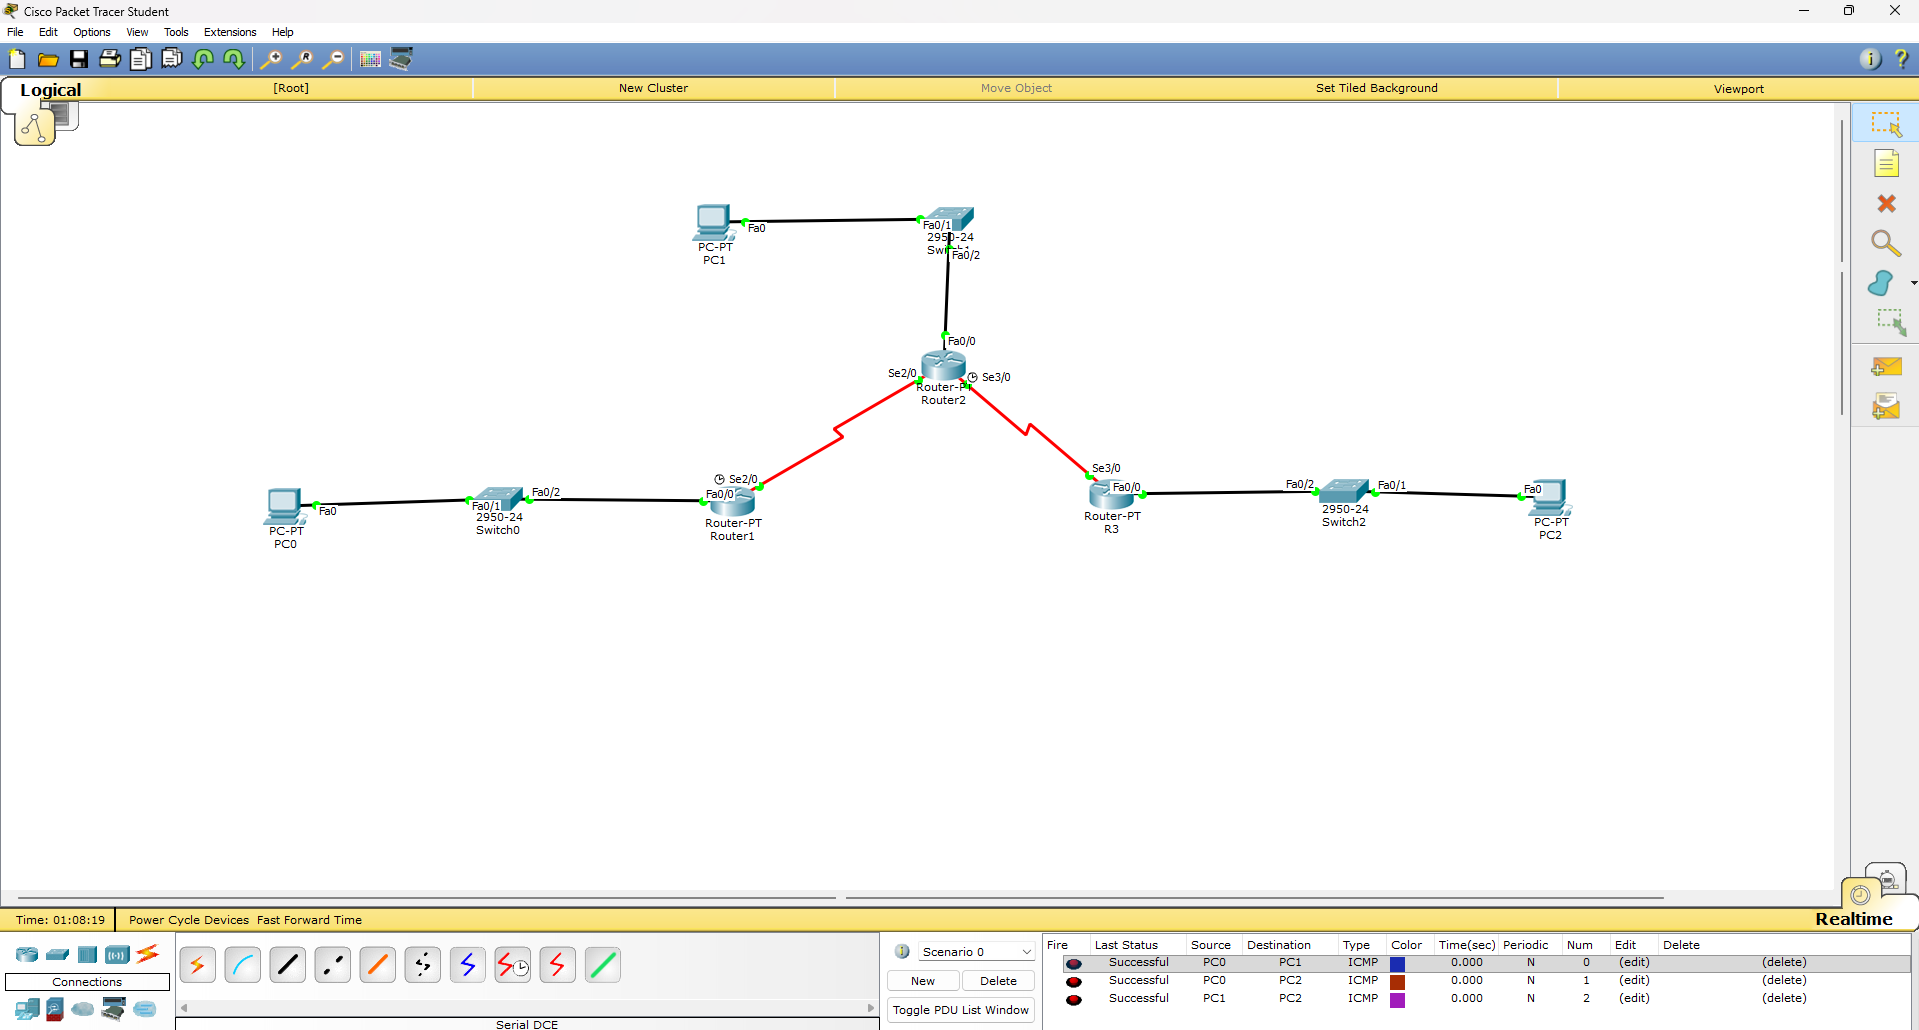 Cisco Packet Tracer Student
File Edit Options View Tools Extensions Help
Logical [Root] New Cluster Move Object Set Tiled Background Viewport
Fa0
PC-PT
PC1
Fa0/1
2950-24
Fa0/2
Fa0/0
Se2/0
Se3/0
Router-PT
Router2
Fa0
PC-PT
PC0
Fa0/1
Fa0/2
2950-24
Switch0
Se2/0
Fa0/0
Router-PT
Router1
Se3/0
Fa0/0
Router-PT
R3
Fa0/2
Fa0/1
2950-24
Switch2
Fa0
PC-PT
PC2
Time: 01:08:19 Power Cycle Devices Fast Forward Time Realtime
Connections
Serial DCE
Scenario 0
New Delete
Toggle PDU List Window
Fire Last Status Source Destination Type Color Time(sec) Periodic Num Edit Delete
Successful PC0 PC1 ICMP 0.000 N 0 (edit) (delete)
Successful PC0 PC2 ICMP 0.000 N 1 (edit) (delete)
Successful PC1 PC2 ICMP 0.000 N 2 (edit) (delete)